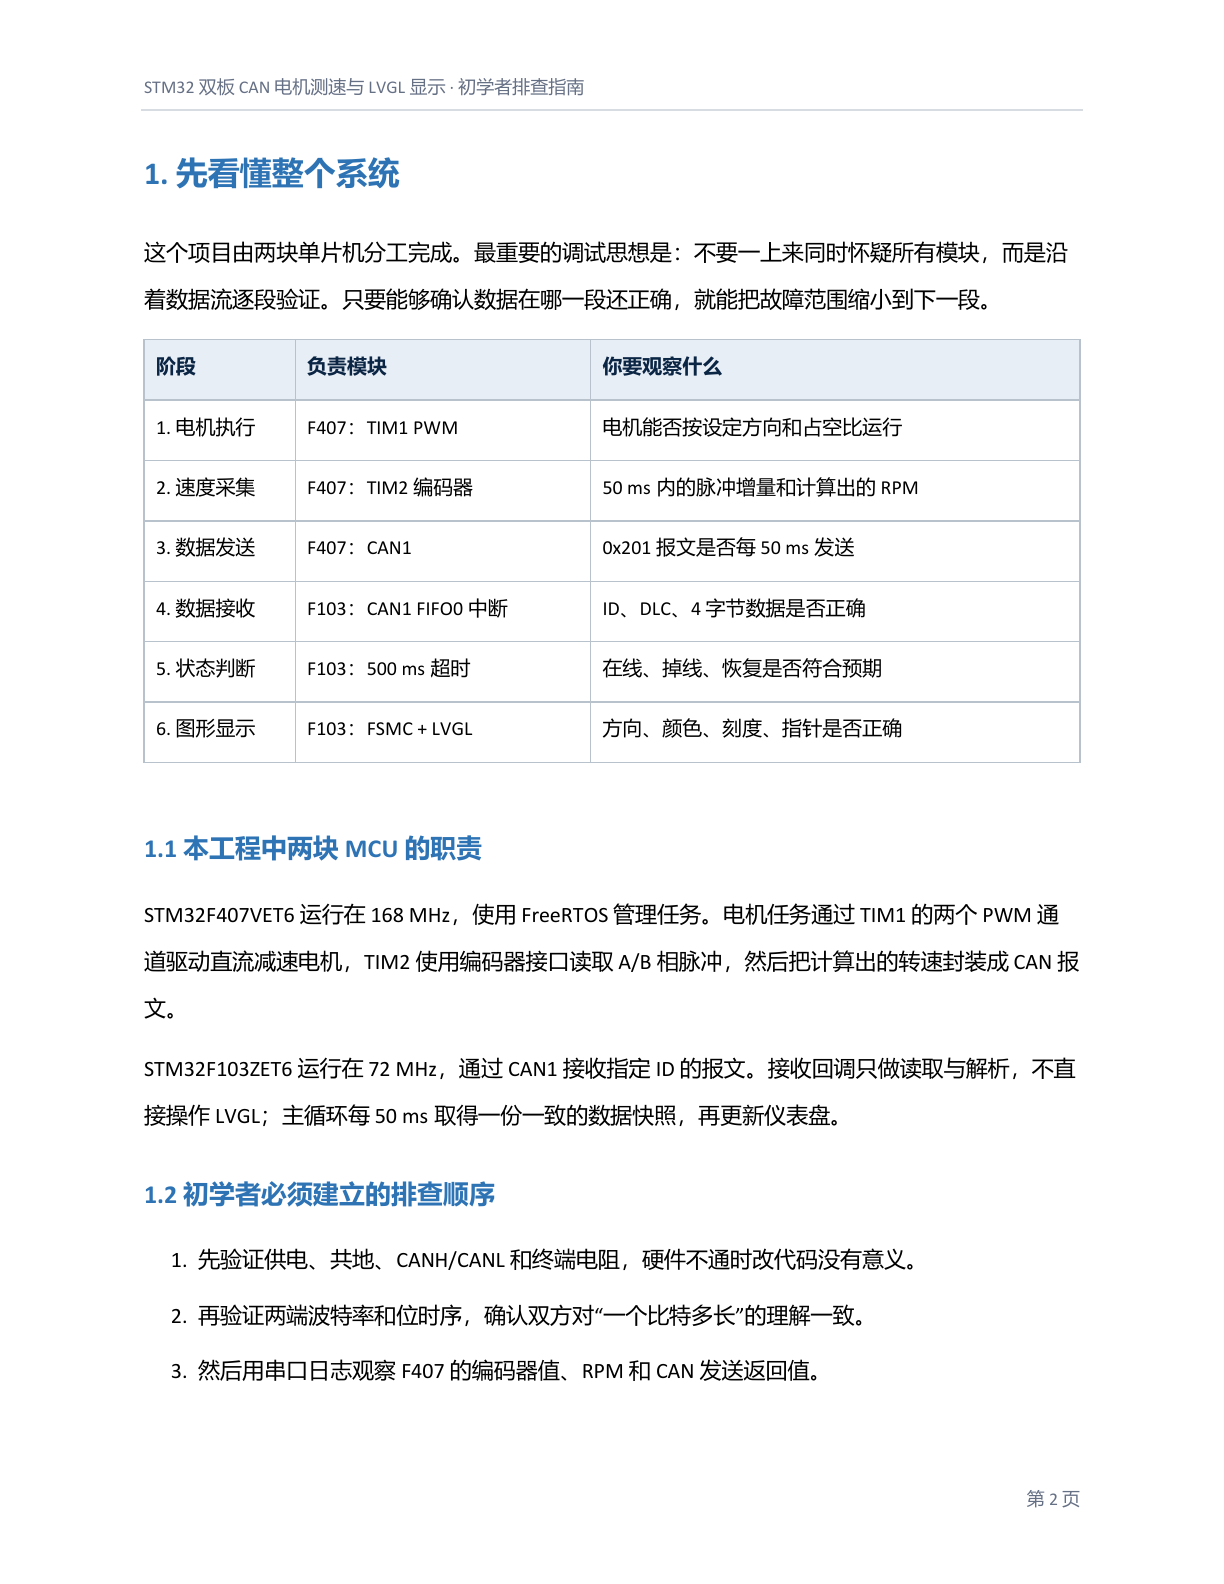 STM32 双板 CAN 电机测速与 LVGL 显示 · 初学者排查指南
1. 先看懂整个系统
这个项目由两块单片机分工完成。最重要的调试思想是：不要一上来同时怀疑所有模块，而是沿
着数据流逐段验证。只要能够确认数据在哪一段还正确，就能把故障范围缩小到下一段。
阶段 负责模块 你要观察什么
1. 电机执行 F407：TIM1 PWM 电机能否按设定方向和占空比运行
2. 速度采集 F407：TIM2 编码器 50 ms 内的脉冲增量和计算出的 RPM
3. 数据发送 F407：CAN1 0x201 报文是否每 50 ms 发送
4. 数据接收 F103：CAN1 FIFO0 中断 ID、DLC、4 字节数据是否正确
5. 状态判断 F103：500 ms 超时 在线、掉线、恢复是否符合预期
6. 图形显示 F103：FSMC + LVGL 方向、颜色、刻度、指针是否正确
1.1 本工程中两块 MCU 的职责
STM32F407VET6 运行在 168 MHz，使用 FreeRTOS 管理任务。电机任务通过 TIM1 的两个 PWM 通
道驱动直流减速电机，TIM2 使用编码器接口读取 A/B 相脉冲，然后把计算出的转速封装成 CAN 报
文。
STM32F103ZET6 运行在 72 MHz，通过 CAN1 接收指定 ID 的报文。接收回调只做读取与解析，不直
接操作 LVGL；主循环每 50 ms 取得一份一致的数据快照，再更新仪表盘。
1.2 初学者必须建立的排查顺序
1. 先验证供电、共地、CANH/CANL 和终端电阻，硬件不通时改代码没有意义。
2. 再验证两端波特率和位时序，确认双方对“一个比特多长”的理解一致。
3. 然后用串口日志观察 F407 的编码器值、RPM 和 CAN 发送返回值。
第 2 页